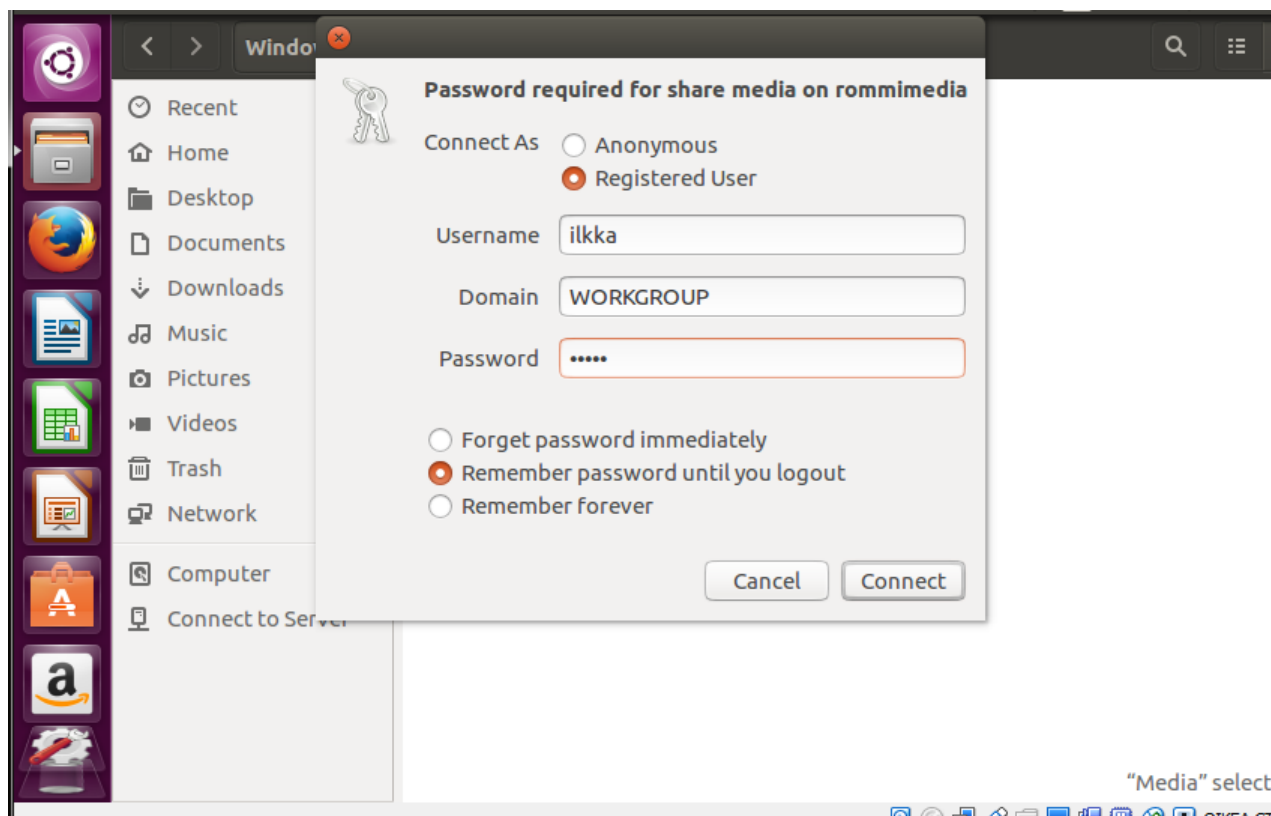 Windo
Password required for share media on rommimedia
Connect As
Anonymous
Registered User
Username
ilkka
Domain
WORKGROUP
Password
•••••
Forget password immediately
Remember password until you logout
Remember forever
Cancel
Connect
Recent
Home
Desktop
Documents
Downloads
Music
Pictures
Videos
Trash
Network
Computer
Connect to Server
“Media” select